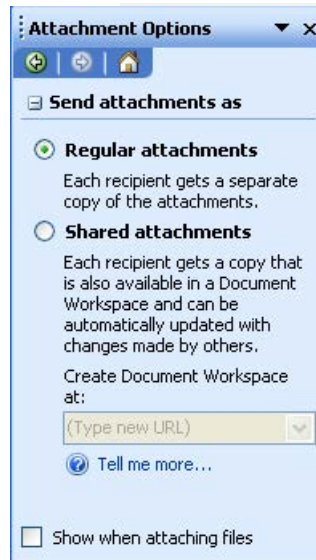 Attachment Options
Send attachments as
Regular attachments
Each recipient gets a separate
copy of the attachments.
Shared attachments
Each recipient gets a copy that
is also available in a Document
Workspace and can be
automatically updated with
changes made by others.
Create Document Workspace
at:
(Type new URL)
Tell me more...
Show when attaching files